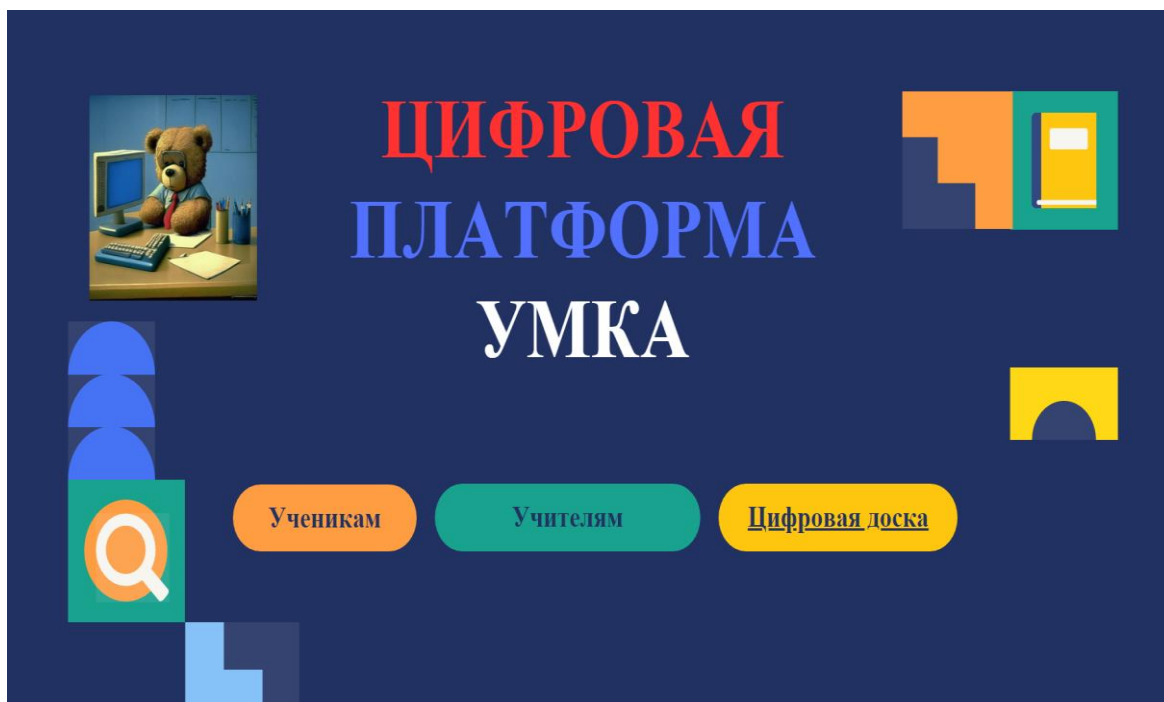 ЦИФРОВАЯ
ПЛАТФОРМА
УМКА
Ученикам
Учителям
Цифровая доска